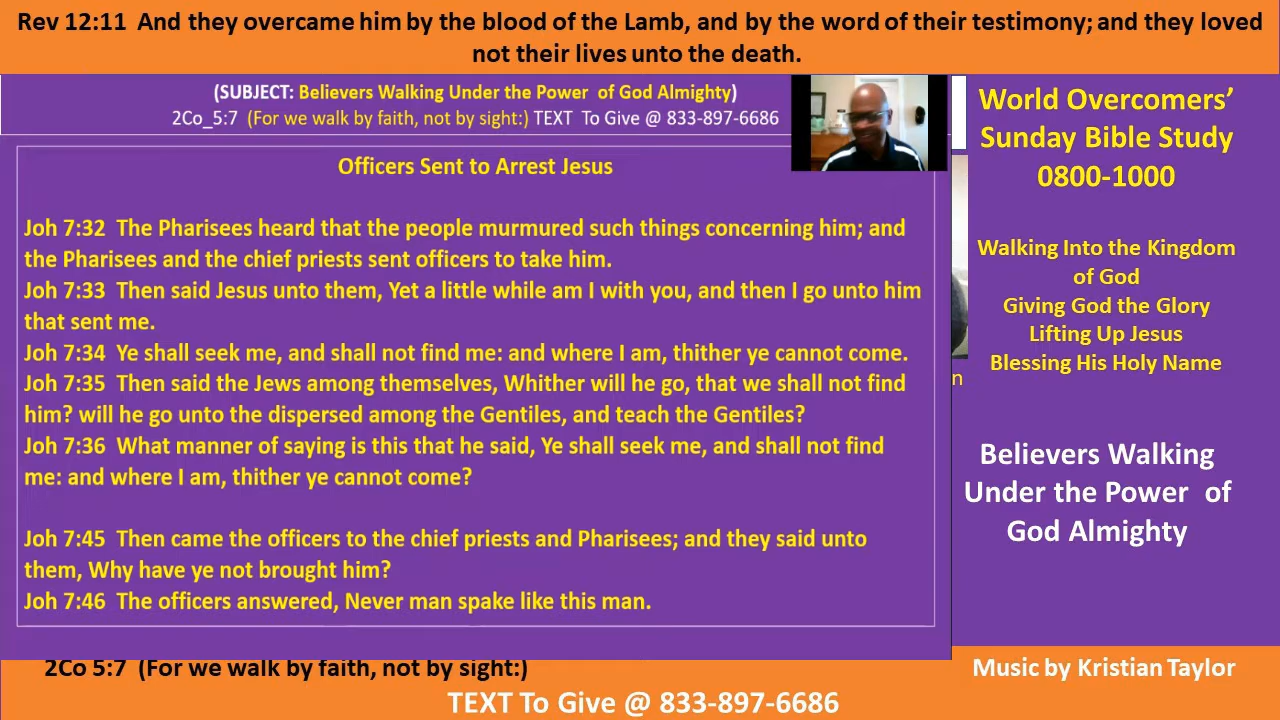 Rev 12:11  And they overcame him by the blood of the Lamb, and by the word of their testimony; and they loved
not their lives unto the death.
(SUBJECT: Believers Walking Under the Power  of God Almighty)
2Co_5:7  (For we walk by faith, not by sight:) TEXT  To Give @ 833-897-6686
Officers Sent to Arrest Jesus
Joh 7:32  The Pharisees heard that the people murmured such things concerning him; and
the Pharisees and the chief priests sent officers to take him.
Joh 7:33  Then said Jesus unto them, Yet a little while am I with you, and then I go unto him
that sent me.
Joh 7:34  Ye shall seek me, and shall not find me: and where I am, thither ye cannot come.
Joh 7:35  Then said the Jews among themselves, Whither will he go, that we shall not find
him? will he go unto the dispersed among the Gentiles, and teach the Gentiles?
Joh 7:36  What manner of saying is this that he said, Ye shall seek me, and shall not find
me: and where I am, thither ye cannot come?
Joh 7:45  Then came the officers to the chief priests and Pharisees; and they said unto
them, Why have ye not brought him?
Joh 7:46  The officers answered, Never man spake like this man.
World Overcomers’
Sunday Bible Study
0800-1000
Walking Into the Kingdom
of God
Giving God the Glory
Lifting Up Jesus
Blessing His Holy Name
n
Believers Walking
Under the Power  of
God Almighty
2Co 5:7  (For we walk by faith, not by sight:)
Music by Kristian Taylor
TEXT To Give @ 833-897-6686